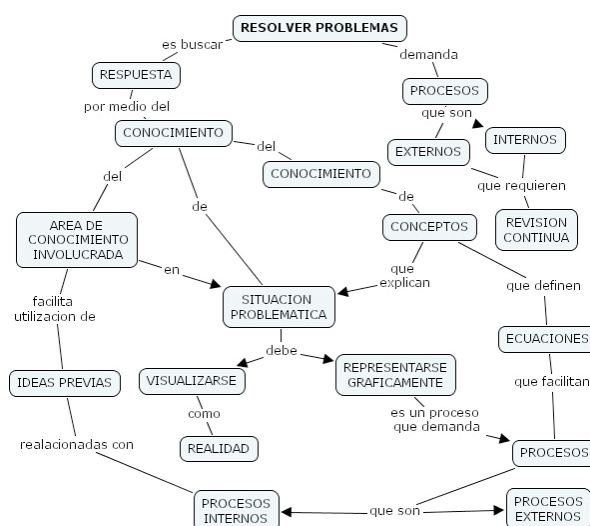 RESOLVER PROBLEMAS
es buscar
demanda
RESPUESTA
PROCESOS
por medio del
que son
CONOCIMIENTO
INTERNOS
EXTERNOS
del
CONOCIMIENTO
del
que requieren
de
de
AREA DE
CONOCIMIENTO
INVOLUCRADA
CONCEPTOS
REVISION
CONTINUA
en
que
explican
que definen
facilita
utilizacion de
SITUACION
PROBLEMATICA
ECUACIONES
debe
IDEAS PREVIAS
VISUALIZARSE
REPRESENTARSE
GRAFICAMENTE
que facilitan
como
es un proceso
que demanda
realacionadas con
REALIDAD
PROCESOS
PROCESOS
INTERNOS
que son
PROCESOS
EXTERNOS